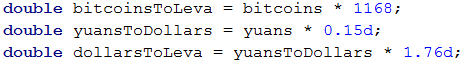 double bitcoinsToLeva = bitcoins * 1168;
double yuansToDollars = yuans * 0.15d;
double dollarsToLeva = yuansToDollars * 1.76d;